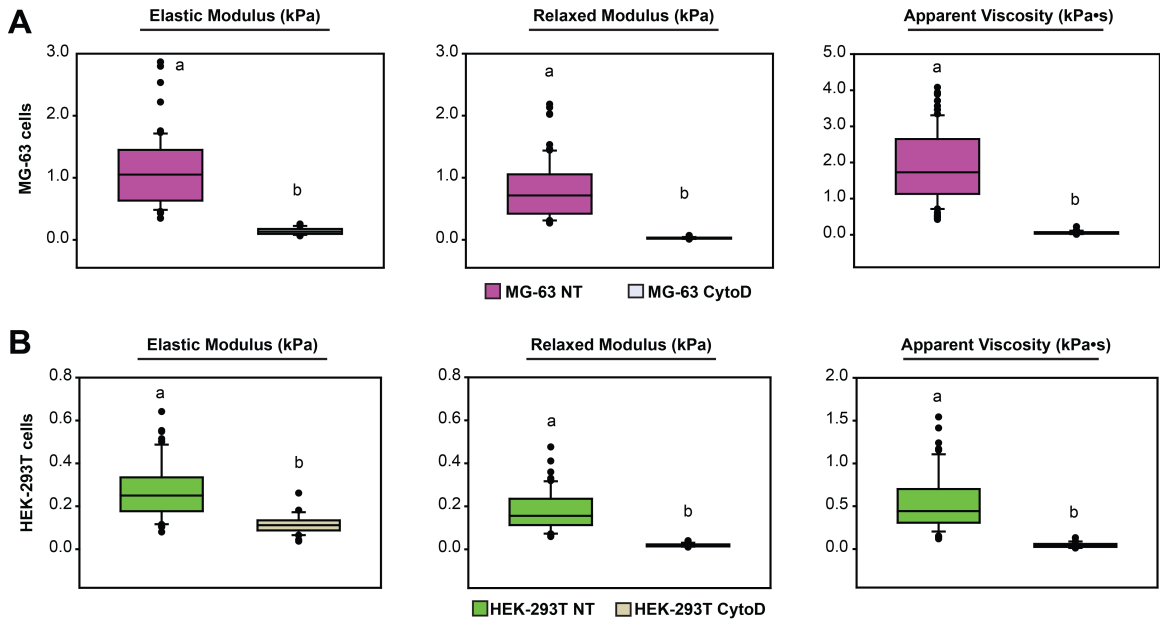 A
Elastic Modulus (kPa)
Relaxed Modulus (kPa)
Apparent Viscosity (kPa•s)
MG-63 cells
3.0
2.0
1.0
0.0
a
b
3.0
2.0
1.0
0.0
a
b
5.0
4.0
3.0
2.0
1.0
0.0
a
b
MG-63 NT
MG-63 CytoD
B
Elastic Modulus (kPa)
Relaxed Modulus (kPa)
Apparent Viscosity (kPa•s)
HEK-293T cells
0.8
0.6
0.4
0.2
0.0
a
b
0.8
0.6
0.4
0.2
0.0
a
b
2.0
1.5
1.0
0.5
0.0
a
b
HEK-293T NT
HEK-293T CytoD